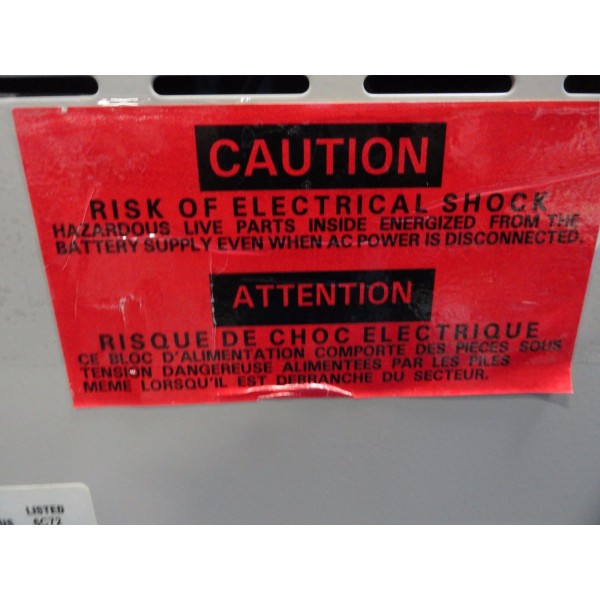 CAUTION
RISK OF ELECTRICAL SHOCK
HAZARDOUS LIVE PARTS INSIDE ENERGIZED FROM THE
BATTERY SUPPLY EVEN WHEN AC POWER IS DISCONNECTED.
ATTENTION
RISQUE DE CHOC ELECTRIQUE
CE BLOC D'ALIMENTATION COMPORTE DES PIECES SOUS
TENSION DANGEREUSE ALIMENTEES PAR LES PILES
MEME LORSQU'IL EST DEBRANCHE DU SECTEUR.
LISTED